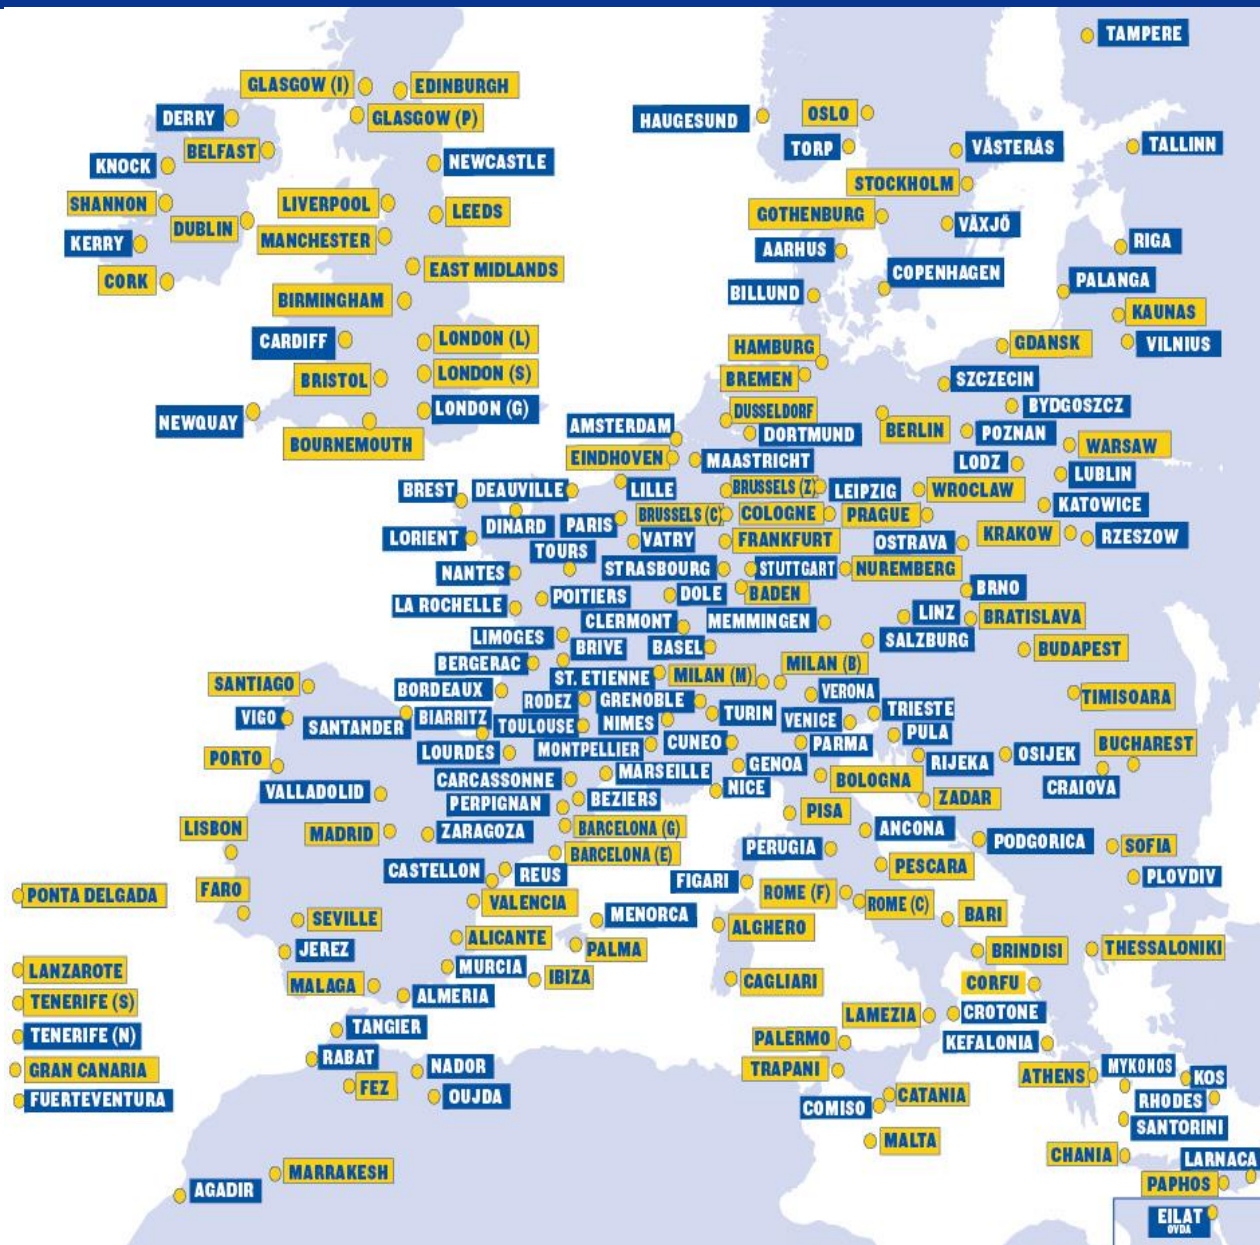 TAMPERE
GLASGOW (I)
EDINBURGH
DERRY
GLASGOW (P)
HAUGESUND
OSLO
BELFAST
TORP
VÄSTERÅS
TALLINN
KNOCK
NEWCASTLE
STOCKHOLM
SHANNON
LIVERPOOL
LEEDS
GOTHENBURG
DUBLIN
VÄXJÖ
KERRY
MANCHESTER
AARHUS
RIGA
CORK
EAST MIDLANDS
COPENHAGEN
PALANGA
BIRMINGHAM
BILLUND
KAUNAS
CARDIFF
LONDON (L)
HAMBURG
GDANSK
VILNIUS
BRISTOL
LONDON (S)
BREMEN
SZCZECIN
NEWQUAY
LONDON (G)
DUSSELDORF
BYDGOSZCZ
BOURNEMOUTH
AMSTERDAM
DORTMUND
BERLIN
POZNAN
WARSAW
EINDHOVEN
MAASTRICHT
LODZ
LUBLIN
BREST
DEAUVILLE
LILLE
BRUSSELS (Z)
LEIPZIG
WROCLAW
KATOWICE
DINARD
PARIS
BRUSSELS (C)
COLOGNE
PRAGUE
LORIENT
TOURS
VATRY
FRANKFURT
OSTRAVA
KRAKOW
RZESZOW
NANTES
STRASBOURG
STUTTGART
NUREMBERG
LA ROCHELLE
POITIERS
DOLE
BADEN
BRNO
CLERMONT
MEMMINGEN
LINZ
BRATISLAVA
LIMOGES
BRIVE
BASEL
SALZBURG
BUDAPEST
BERGERAC
ST. ETIENNE
MILAN (M)
MILAN (B)
SANTIAGO
BORDEAUX
RODEZ
GRENOBLE
VERONA
TIMISOARA
VIGO
SANTANDER
BIARRITZ
TOULOUSE
NIMES
TURIN
VENICE
TRIESTE
LOURDES
MONTPELLIER
CUNEO
PARMA
PULA
BUCHAREST
PORTO
CARCASSONNE
MARSEILLE
GENOA
BOLOGNA
RIJEKA
OSIJEK
VALLADOLID
PERPIGNAN
BEZIERS
NICE
ZADAR
CRAIOVA
LISBON
MADRID
ZARAGOZA
BARCELONA (G)
PISA
ANCONA
BARCELONA (E)
PERUGIA
PODGORICA
SOFIA
CASTELLON
REUS
FIGARI
PESCARA
PLOVDIV
PONTA DELGADA
FARO
VALENCIA
ROME (F)
ROME (C)
SEVILLE
MENORCA
ALGHERO
BARI
JEREZ
ALICANTE
PALMA
BRINDISI
THESSALONIKI
LANZAROTE
MALAGA
MURCIA
IBIZA
CAGLIARI
CORFU
TENERIFE (S)
ALMERIA
LAMEZIA
CROTONE
TENERIFE (N)
TANGIER
PALERMO
KEFALONIA
GRAN CANARIA
RABAT
NADOR
TRAPANI
ATHENS
MYKONOS
KOS
FUERTEVENTURA
FEZ
OUJDA
COMISO
CATANIA
RHODES
SANTORINI
MALTA
CHANIA
LARNACA
MARRAKESH
PAPHOS
AGADIR
EILAT
OVDA